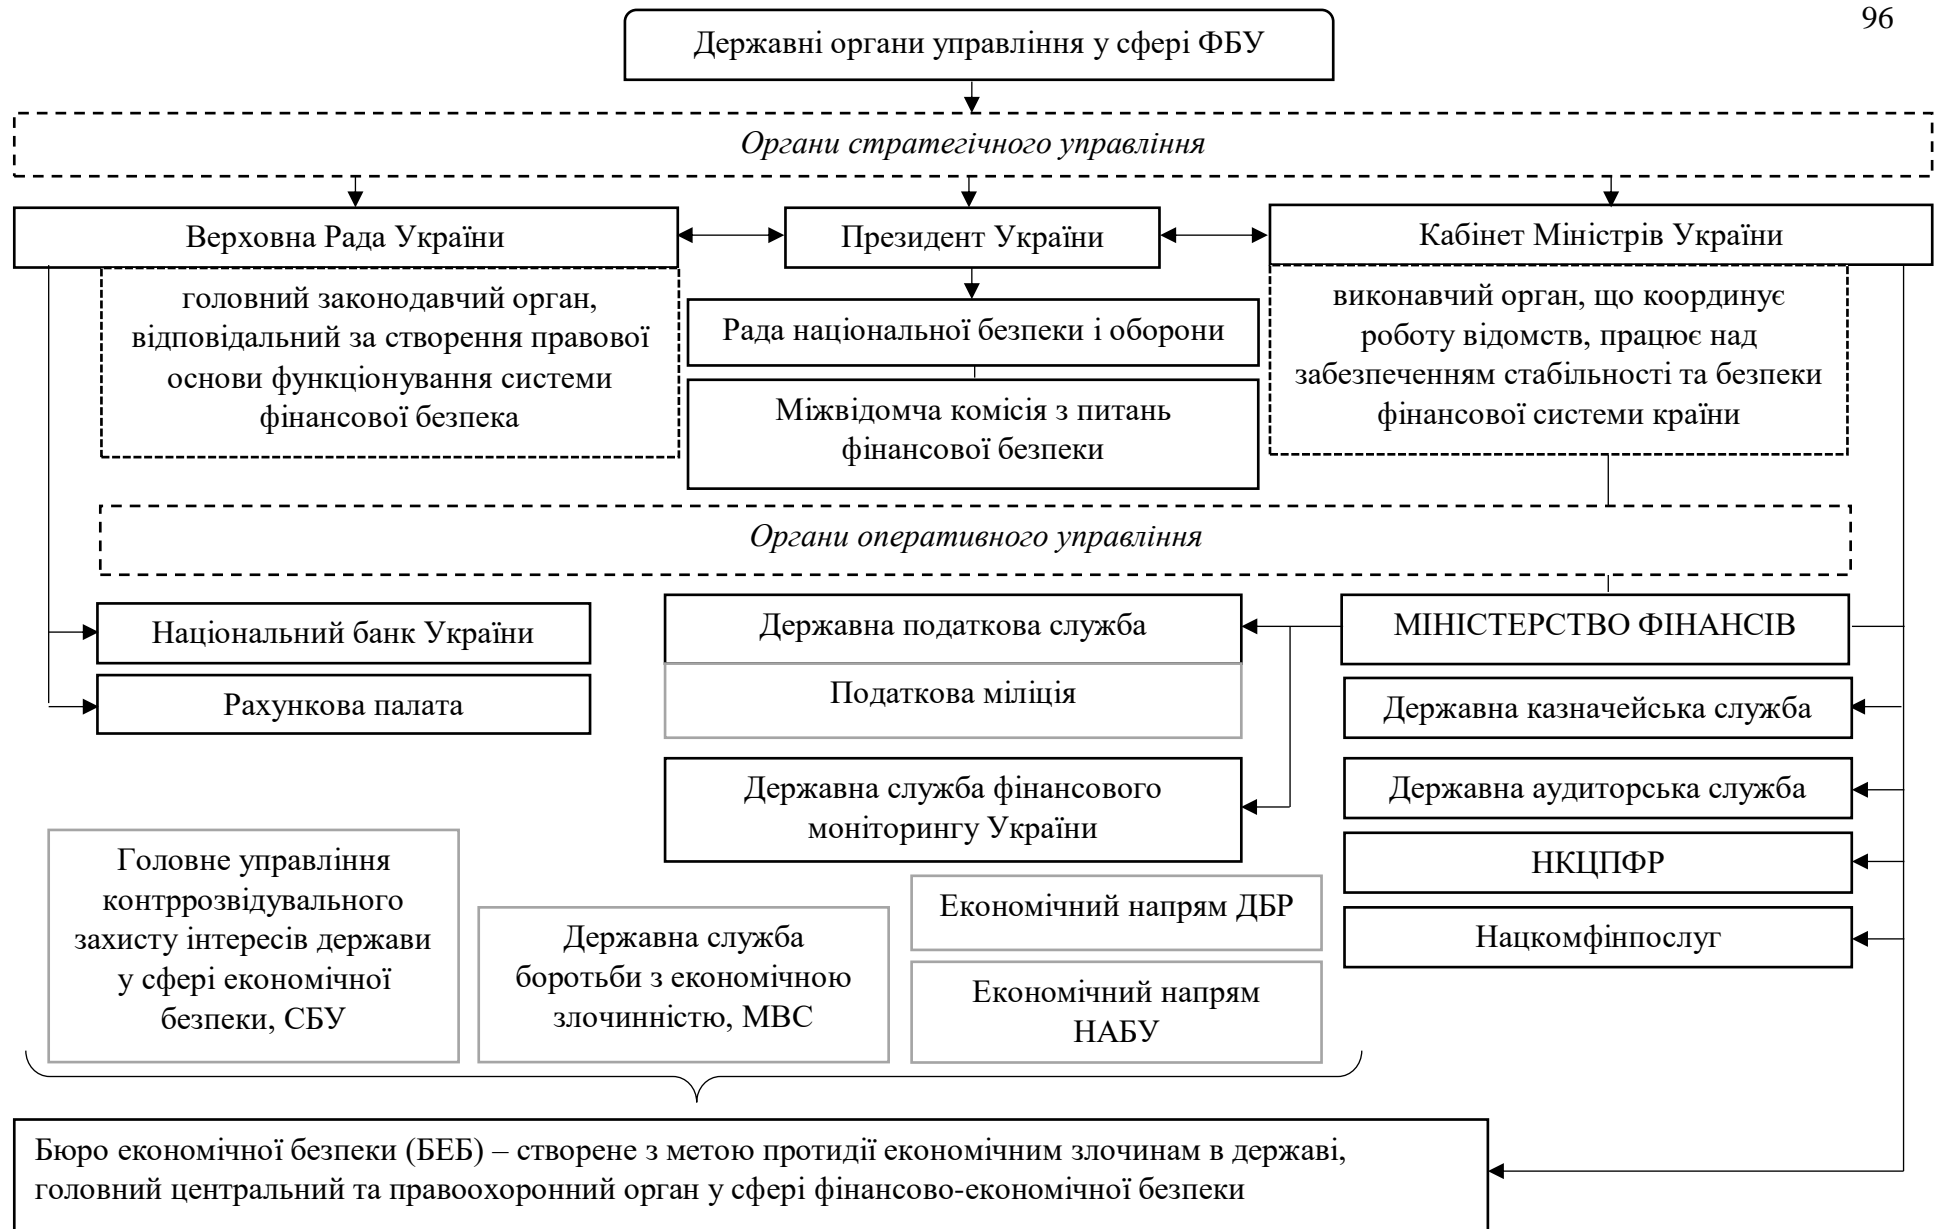 96
Державні органи управління у сфері ФБУ
Органи стратегічного управління
Верховна Рада України
Президент України
Кабінет Міністрів України
головний законодавчий орган,
відповідальний за створення правової
основи функціонування системи
фінансової безпека
Рада національної безпеки і оборони
Міжвідомча комісія з питань
фінансової безпеки
виконавчий орган, що координує
роботу відомств, працює над
забезпеченням стабільності та безпеки
фінансової системи країни
Органи оперативного управління
Національний банк України
Рахункова палата
Державна податкова служба
Податкова міліція
Державна служба фінансового
моніторингу України
МІНІСТЕРСТВО ФІНАНСІВ
Державна казначейська служба
Державна аудиторська служба
НКЦПФР
Нацкомфінпослуг
Головне управління
контррозвідувального
захисту інтересів держави
у сфері економічної
безпеки, СБУ
Державна служба
боротьби з економічною
злочинністю, МВС
Економічний напрям ДБР
Економічний напрям
НАБУ
Бюро економічної безпеки (БЕБ) – створене з метою протидії економічним злочинам в державі,
головний центральний та правоохоронний орган у сфері фінансово-економічної безпеки